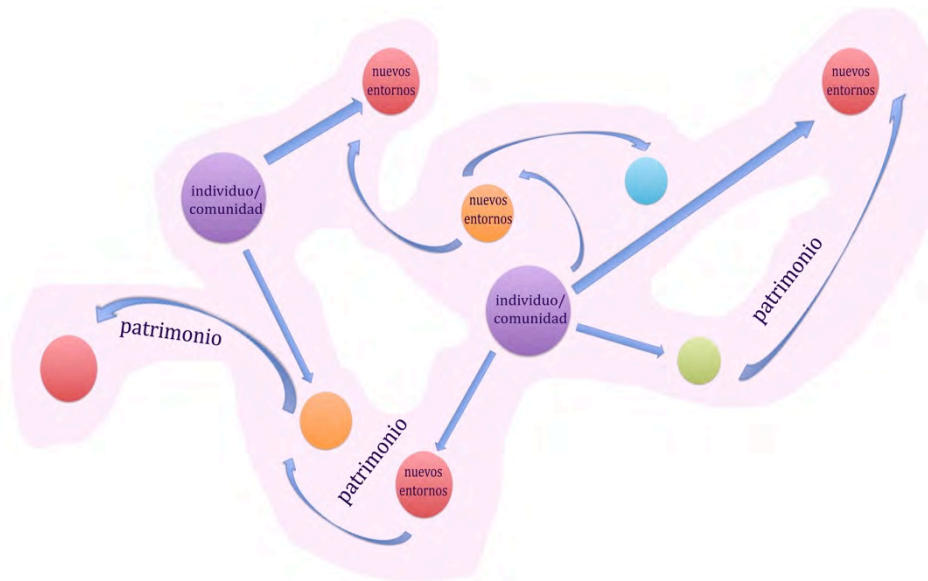 nuevos
entornos
nuevos
entornos
individuo/
comunidad
nuevos
entornos
patrimonio
individuo/
comunidad
patrimonio
patrimonio
nuevos
entornos